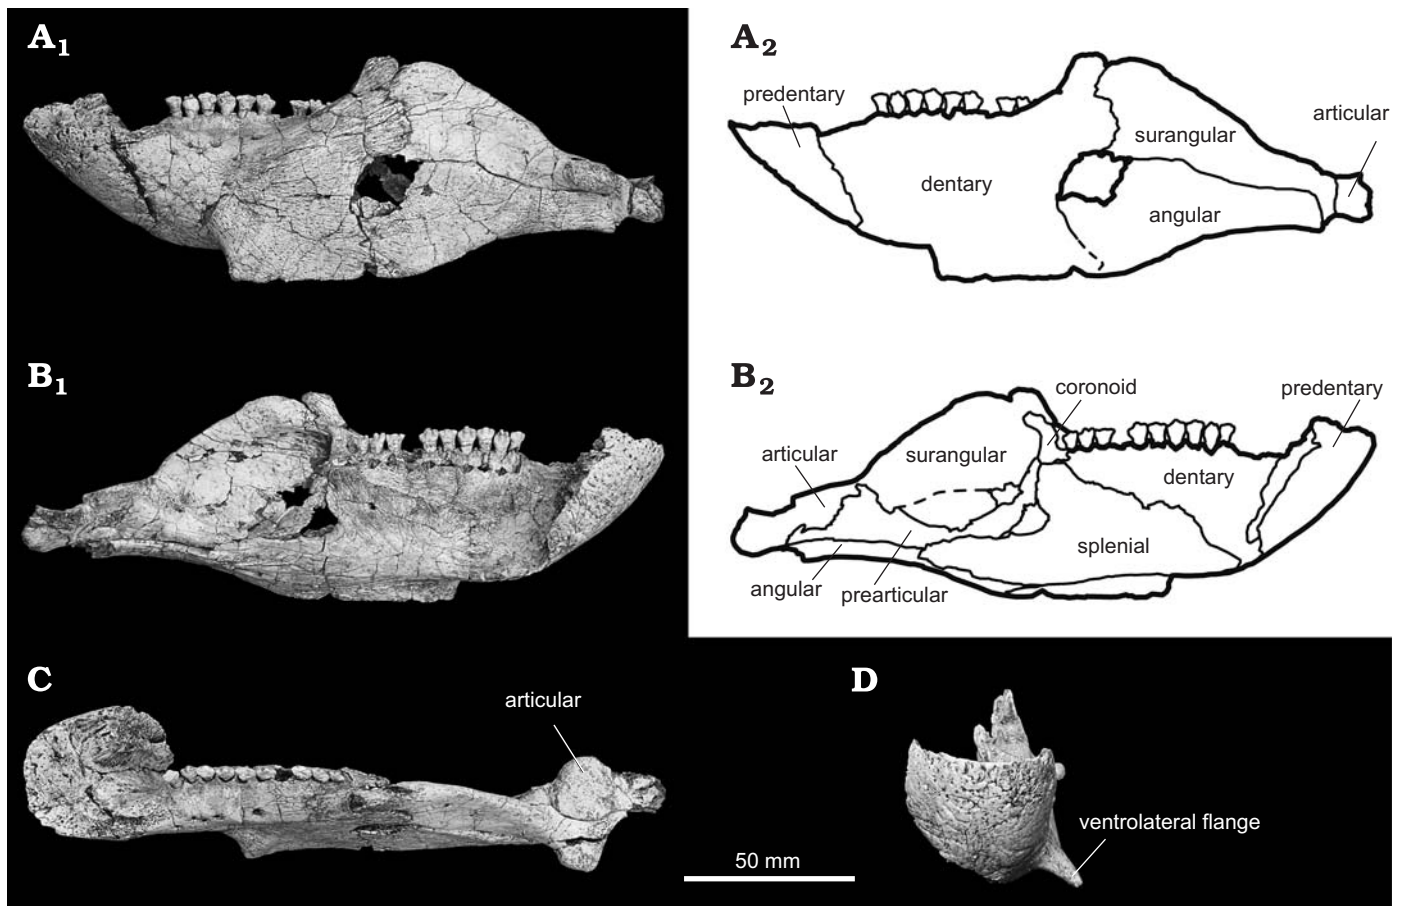 A1
A2
predentary
articular
surangular
dentary
angular
B1
B2
coronoid
predentary
articular
surangular
dentary
splenial
angular
prearticular
C
D
articular
ventrolateral flange
50 mm